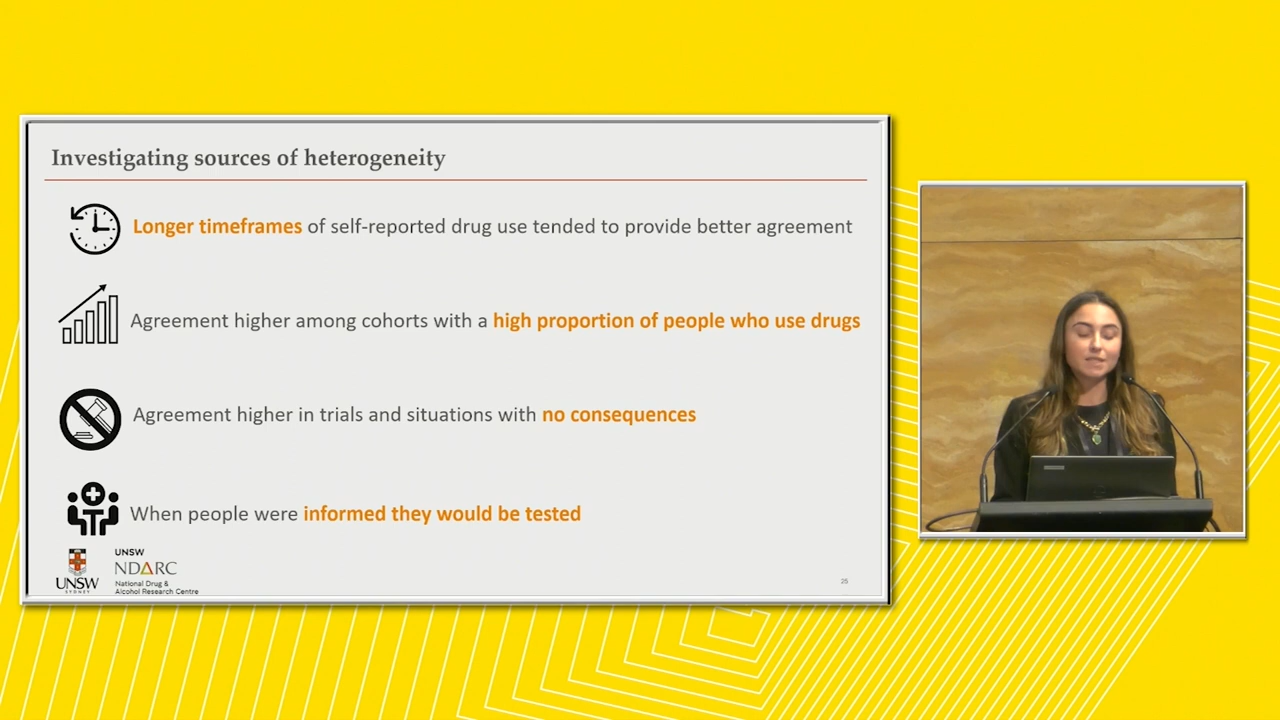 Investigating sources of heterogeneity
Longer timeframes of self-reported drug use tended to provide better agreement
Agreement higher among cohorts with a high proportion of people who use drugs
Agreement higher in trials and situations with no consequences
When people were informed they would be tested
UNSW
SYDNEY
UNSW
NDARC
National Drug &
Alcohol Research Centre
25